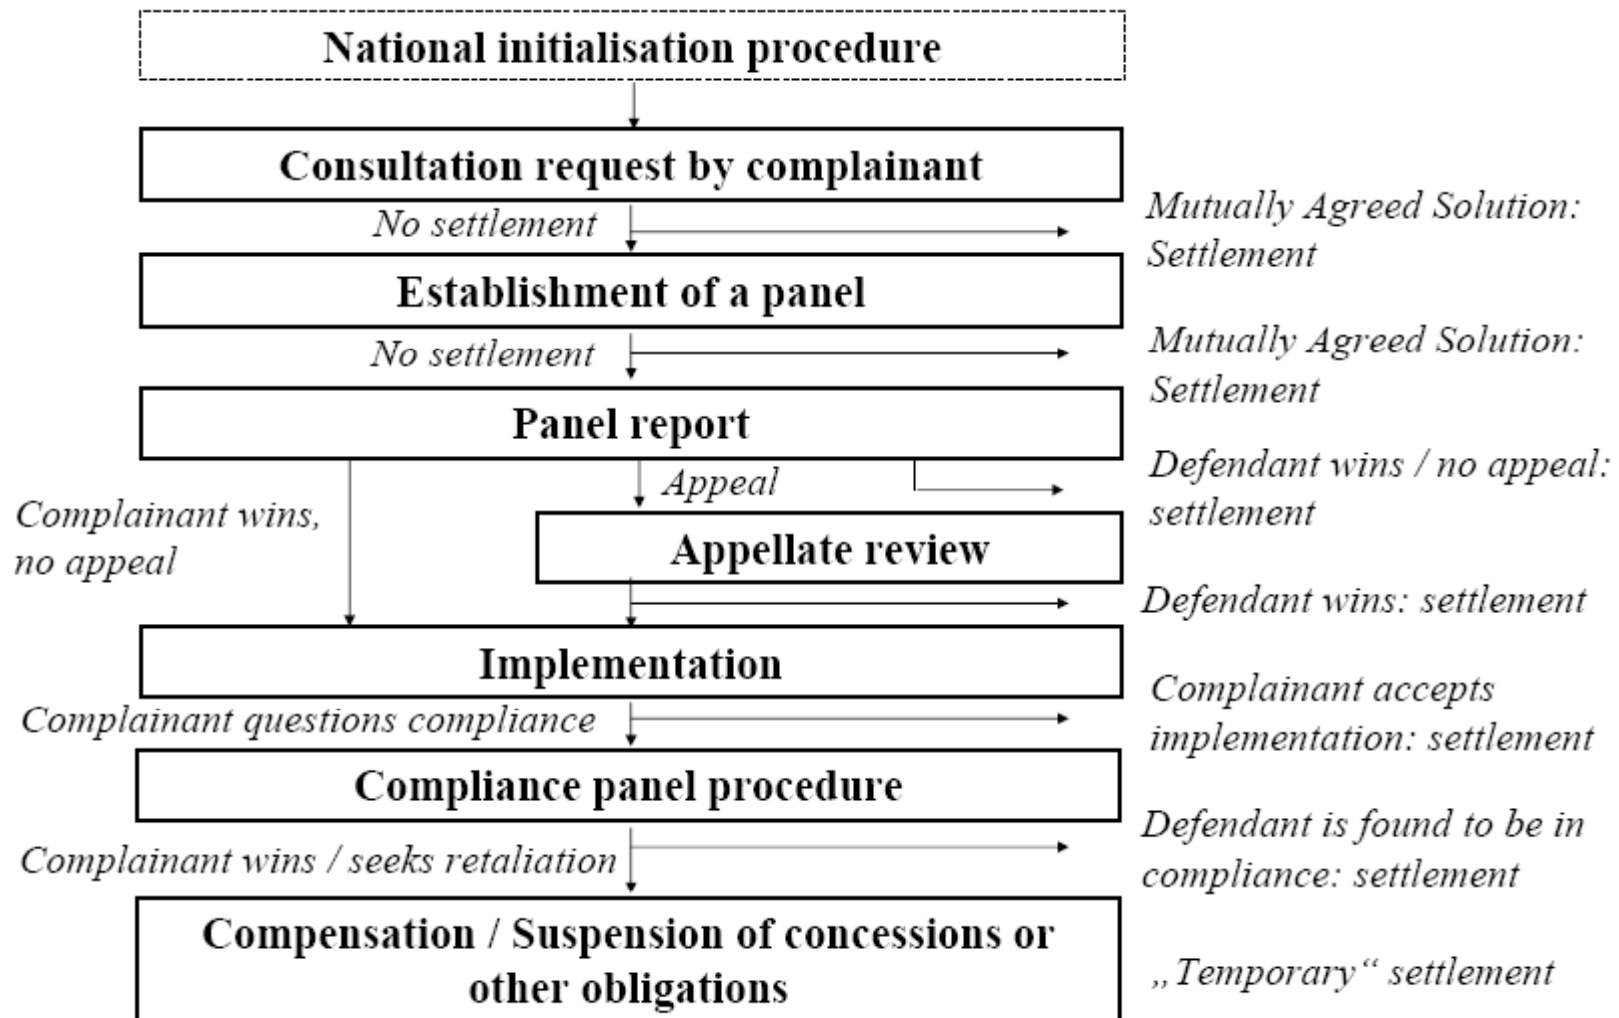 National initialisation procedure
Consultation request by complainant
No settlement
Mutually Agreed Solution:
Settlement
Establishment of a panel
No settlement
Mutually Agreed Solution:
Settlement
Panel report
Appeal
Defendant wins / no appeal:
settlement
Complainant wins,
no appeal
Appellate review
Defendant wins: settlement
Implementation
Complainant questions compliance
Complainant accepts
implementation: settlement
Compliance panel procedure
Complainant wins / seeks retaliation
Defendant is found to be in
compliance: settlement
Compensation / Suspension of concessions or
other obligations
„Temporary“ settlement